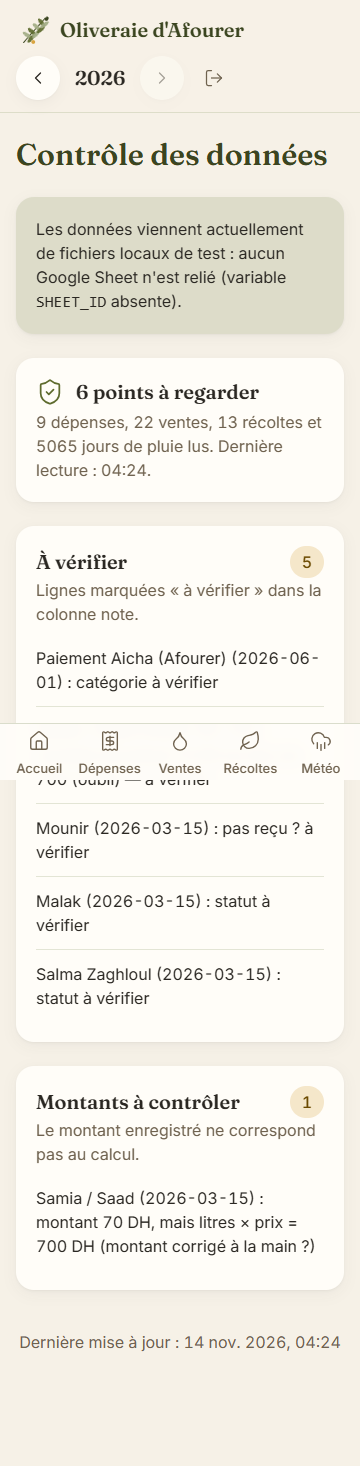 Oliveraie d'Afourer
2026
Contrôle des données
Les données viennent actuellement
de fichiers locaux de test : aucun
Google Sheet n'est relié (variable
SHEET_ID absente).
6 points à regarder
9 dépenses, 22 ventes, 13 récoltes et
5065 jours de pluie lus. Dernière
lecture : 04:24.
À vérifier
5
Lignes marquées « à vérifier » dans la
colonne note.
Paiement Aicha (Afourer) (2026-06-
01) : catégorie à vérifier
Accueil Dépenses Ventes Récoltes Météo
700 (oubli) — à vérifier
Mounir (2026-03-15) : pas reçu ? à
vérifier
Malak (2026-03-15) : statut à
vérifier
Salma Zaghloul (2026-03-15) :
statut à vérifier
Montants à contrôler
1
Le montant enregistré ne correspond
pas au calcul.
Samia / Saad (2026-03-15) :
montant 70 DH, mais litres × prix =
700 DH (montant corrigé à la main ?)
Dernière mise à jour : 14 nov. 2026, 04:24